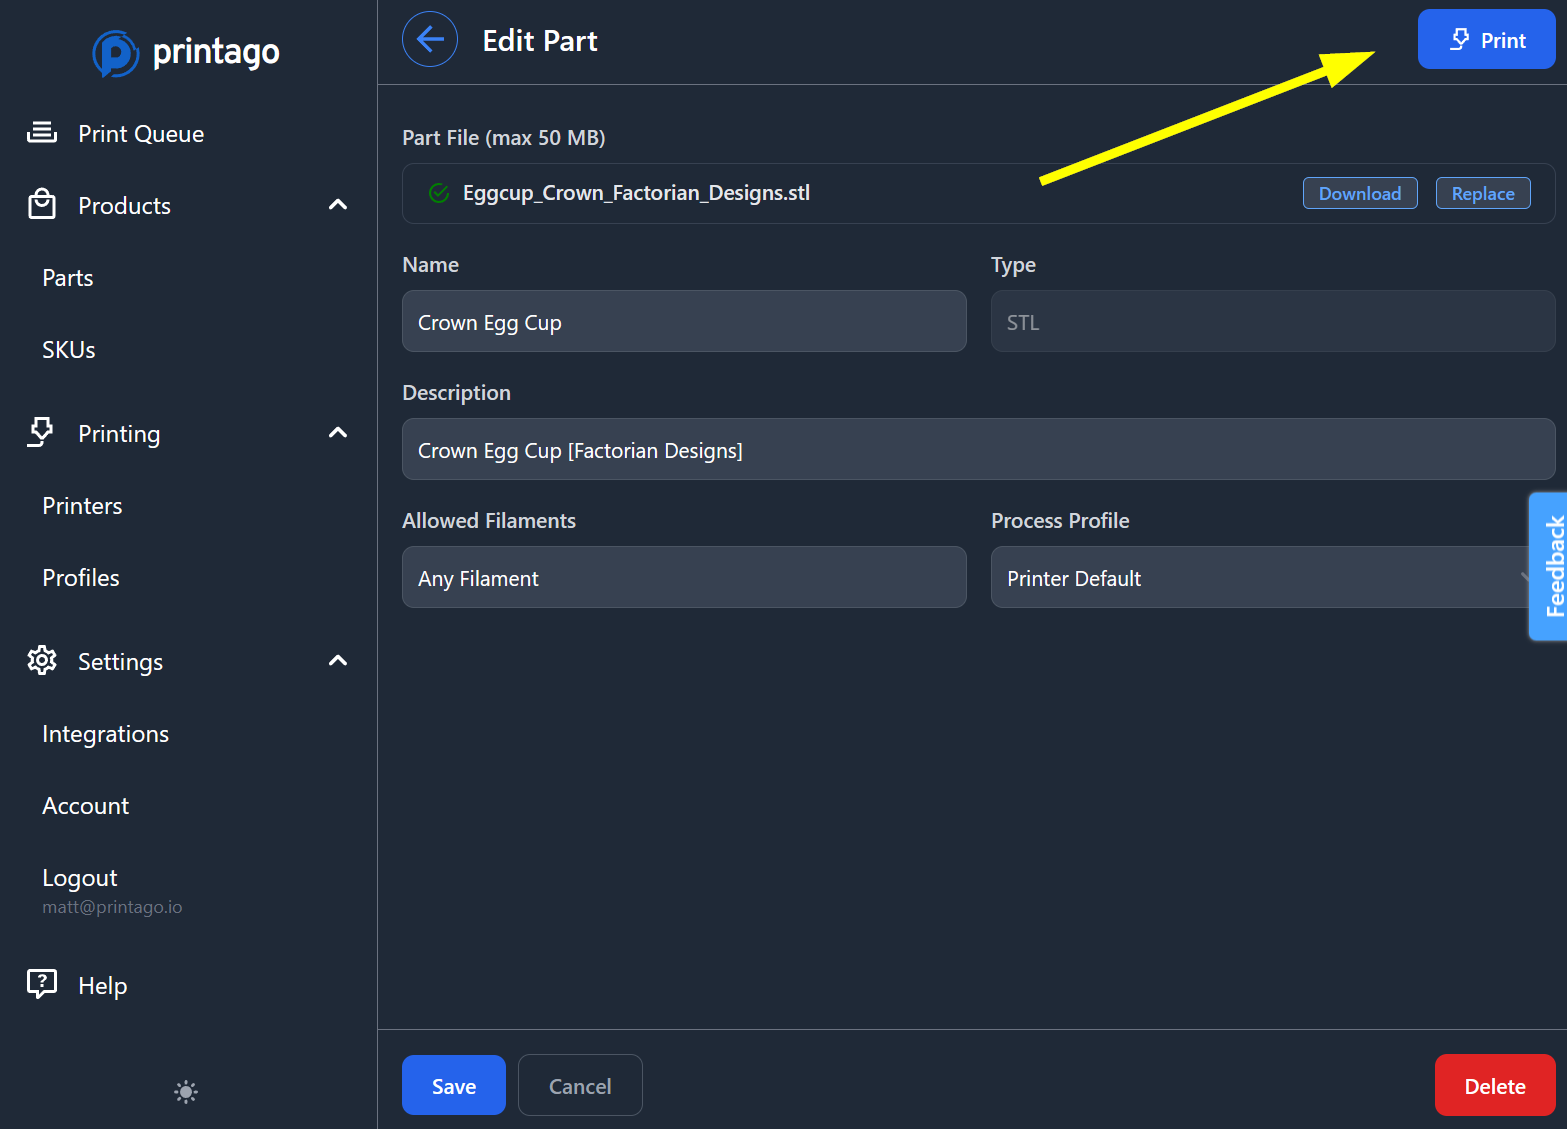 printago
Print Queue
Products
Parts
SKUs
Printing
Printers
Profiles
Settings
Integrations
Account
Logout
matt@printago.io
Help
Edit Part
Print
Part File (max 50 MB)
Eggcup_Crown_Factorian_Designs.stl
Download
Replace
Name
Type
Crown Egg Cup
STL
Description
Crown Egg Cup [Factorian Designs]
Allowed Filaments
Process Profile
Any Filament
Printer Default
Feedback
Save
Cancel
Delete